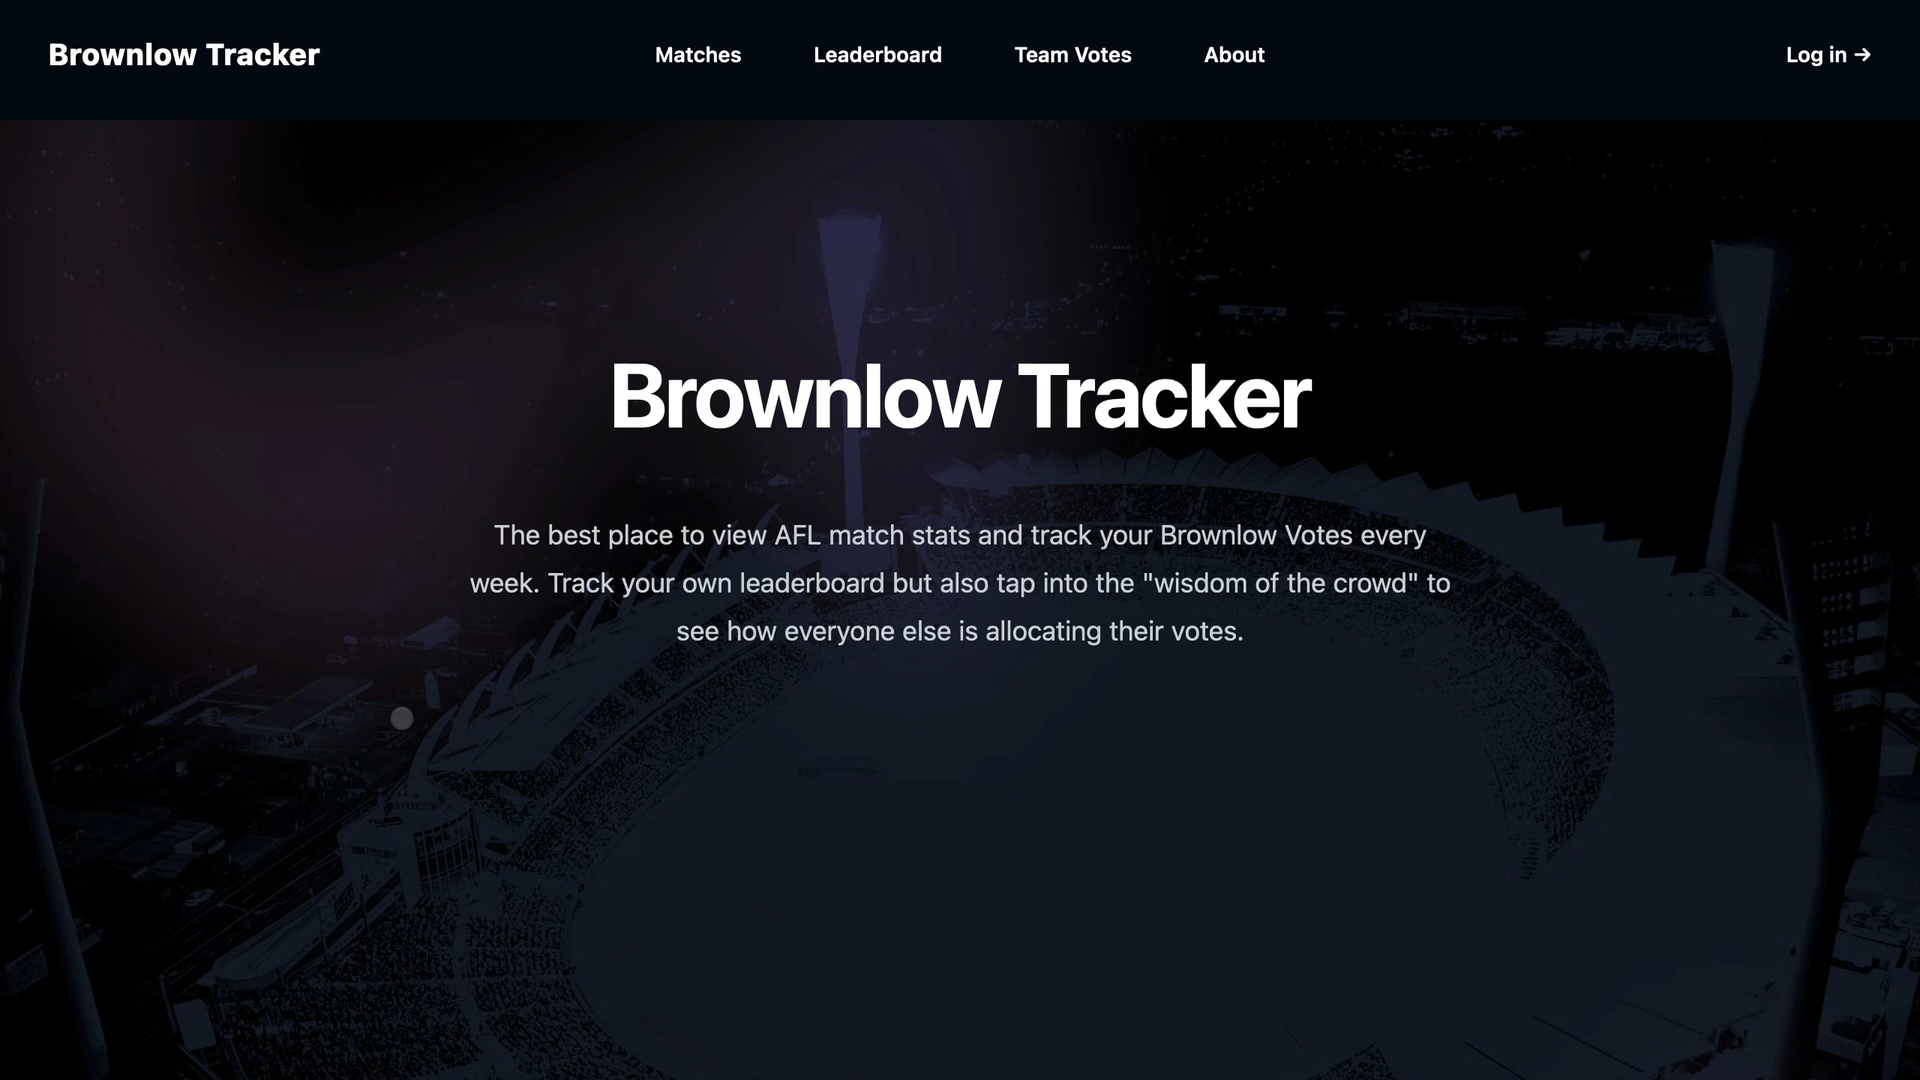 Brownlow Tracker
Matches
Leaderboard
Team Votes
About
Log in →
Brownlow Tracker
The best place to view AFL match stats and track your Brownlow Votes every
week. Track your own leaderboard but also tap into the "wisdom of the crowd" to
see how everyone else is allocating their votes.